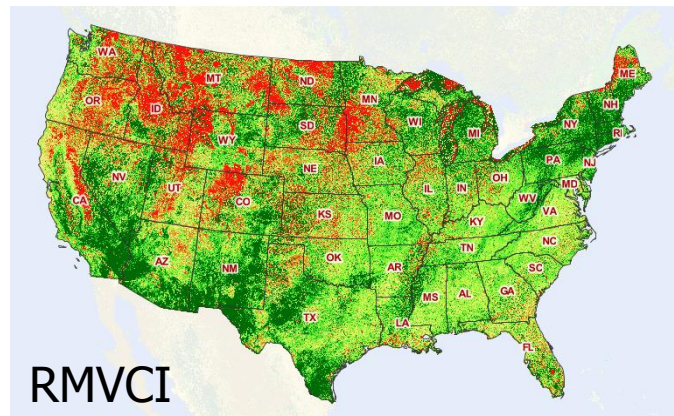 WA
MT
ND
ME
OR
ID
MN
NH
WY
SD
WI
MI
NY
RI
NE
IA
PA
NJ
NV
UT
CO
IL
IN
OH
MD
CA
KS
MO
WV
VA
KY
AZ
NM
OK
AR
TN
NC
SC
TX
LA
MS
AL
GA
FL
RMVCI